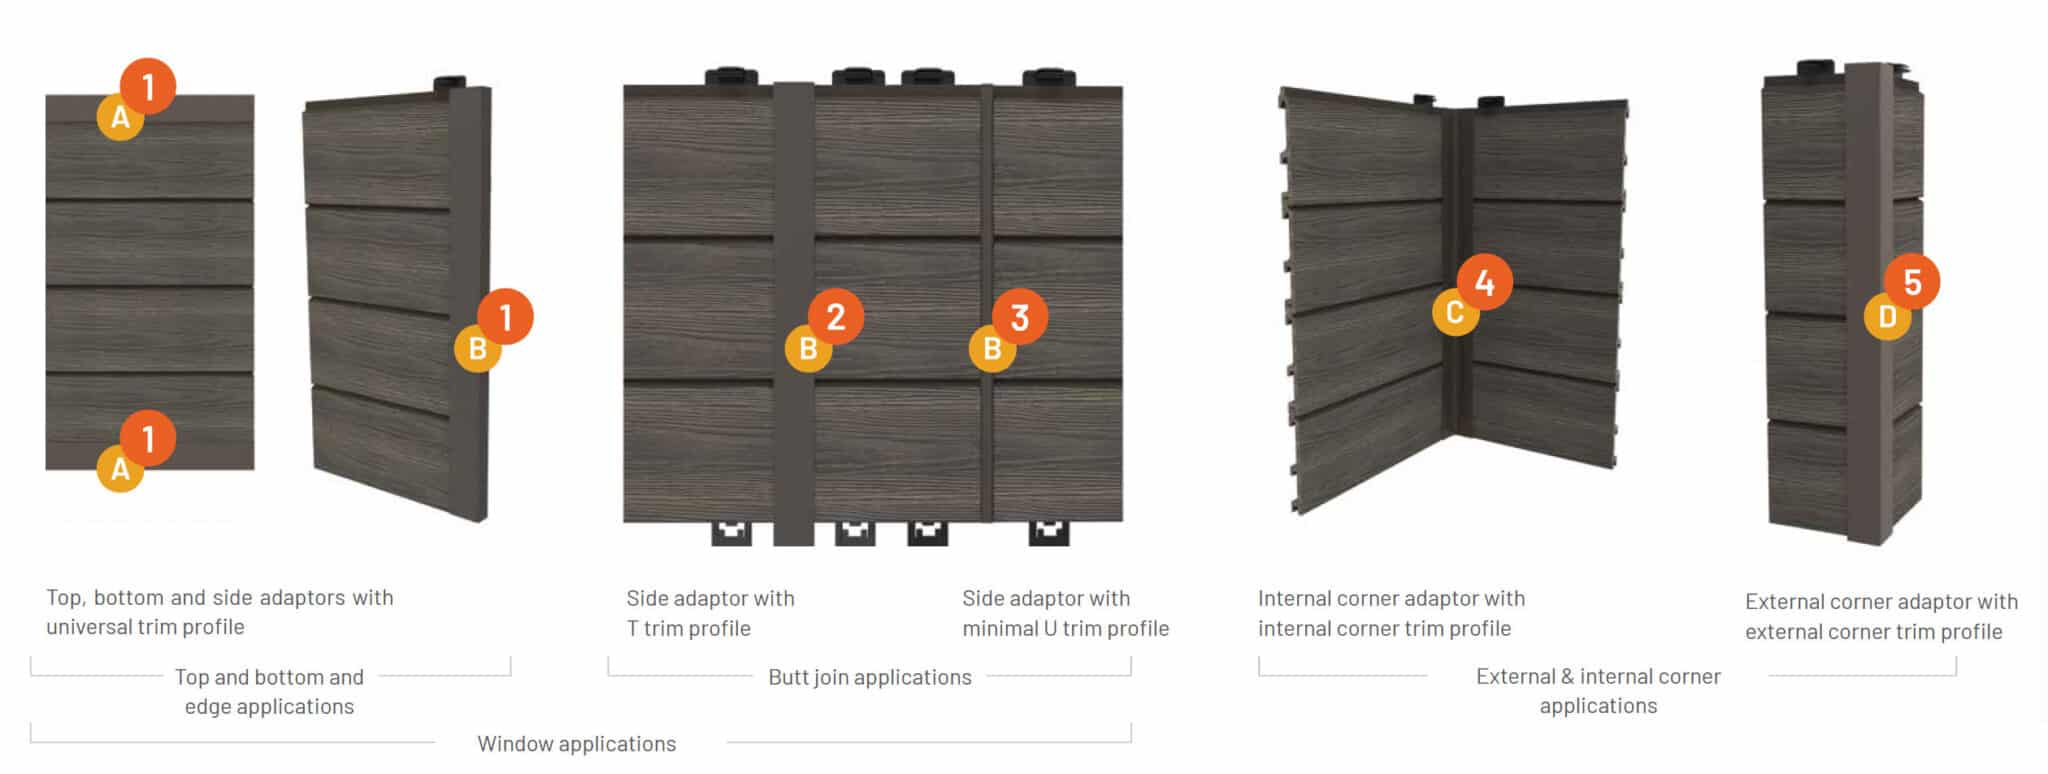 1
A
1
A
1
B
2
B
3
B
4
C
5
D
Top, bottom and side adaptors with
universal trim profile
Side adaptor with
T trim profile
Side adaptor with
minimal U trim profile
Internal corner adaptor with
internal corner trim profile
External corner adaptor with
external corner trim profile
Top and bottom and
edge applications
Butt join applications
External & internal corner
applications
Window applications